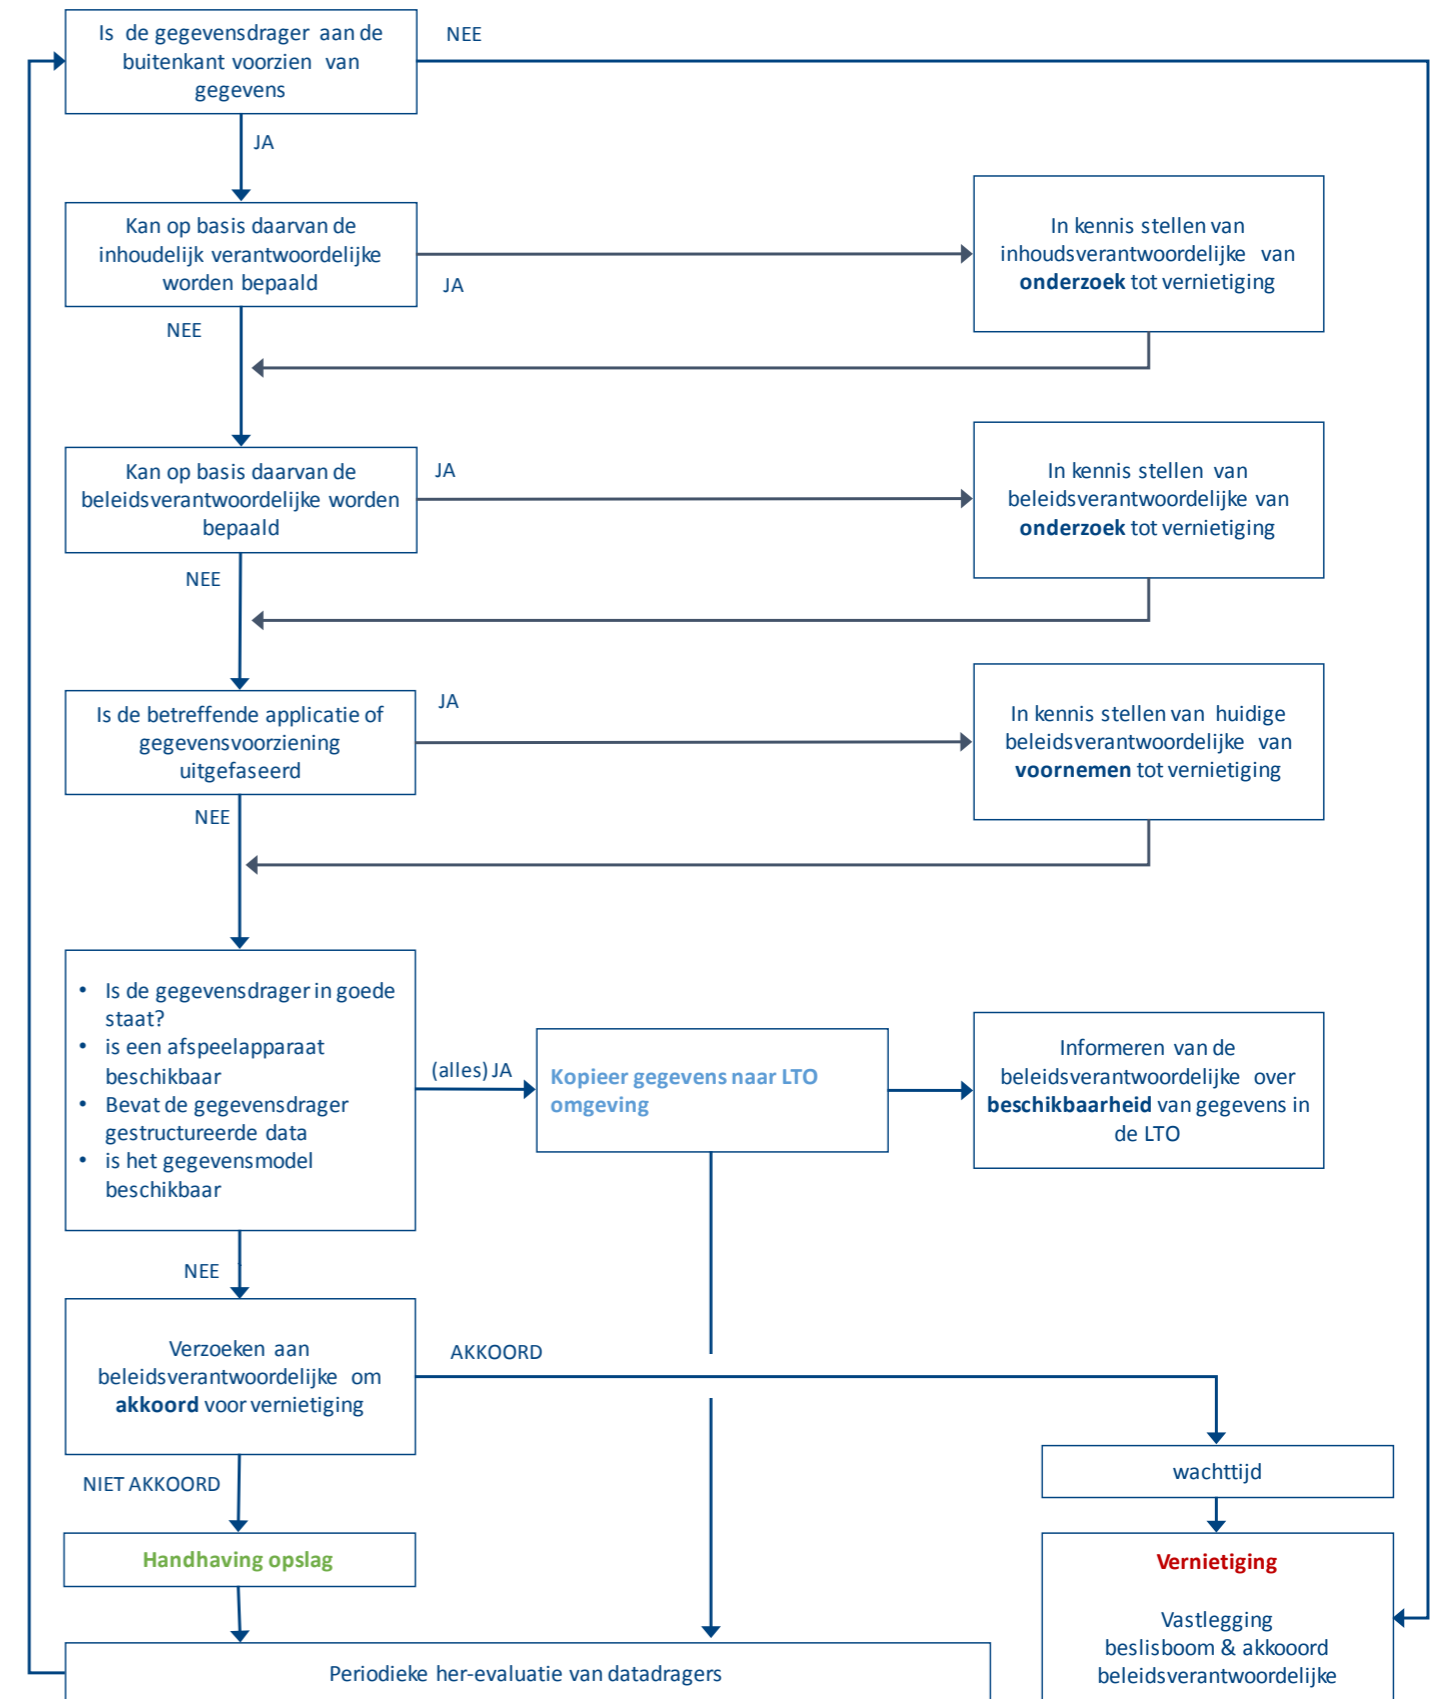 Is de gegevensdrager aan de
buitenkant voorzien van
gegevens
NEE
JA
Kan op basis daarvan de
inhoudelijk verantwoordelijke
worden bepaald
JA
In kennis stellen van
inhoudsverantwoordelijke van
onderzoek tot vernietiging
NEE
Kan op basis daarvan de
beleidsverantwoordelijke worden
bepaald
JA
In kennis stellen van
beleidsverantwoordelijke van
onderzoek tot vernietiging
NEE
Is de betreffende applicatie of
gegevensvoorziening
uitgefaseerd
JA
In kennis stellen van huidige
beleidsverantwoordelijke van
voornemen tot vernietiging
NEE
• Is de gegevensdrager in goede
staat?
• is een afspeelapparaat
beschikbaar
• Bevat de gegevensdrager
gestructureerde data
• is het gegevensmodel
beschikbaar
(alles) JA
Kopieer gegevens naar LTO
omgeving
Informeren van de
beleidsverantwoordelijke over
beschikbaarheid van gegevens in
de LTO
NEE
Verzoeken aan
beleidsverantwoordelijke om
akkoord voor vernietiging
AKKOORD
NIET AKKOORD
wachttijd
Handhaving opslag
Vernietiging
Vastlegging
beslisboom & akkooord
beleidsverantwoordelijke
Periodieke her-evaluatie van datadragers